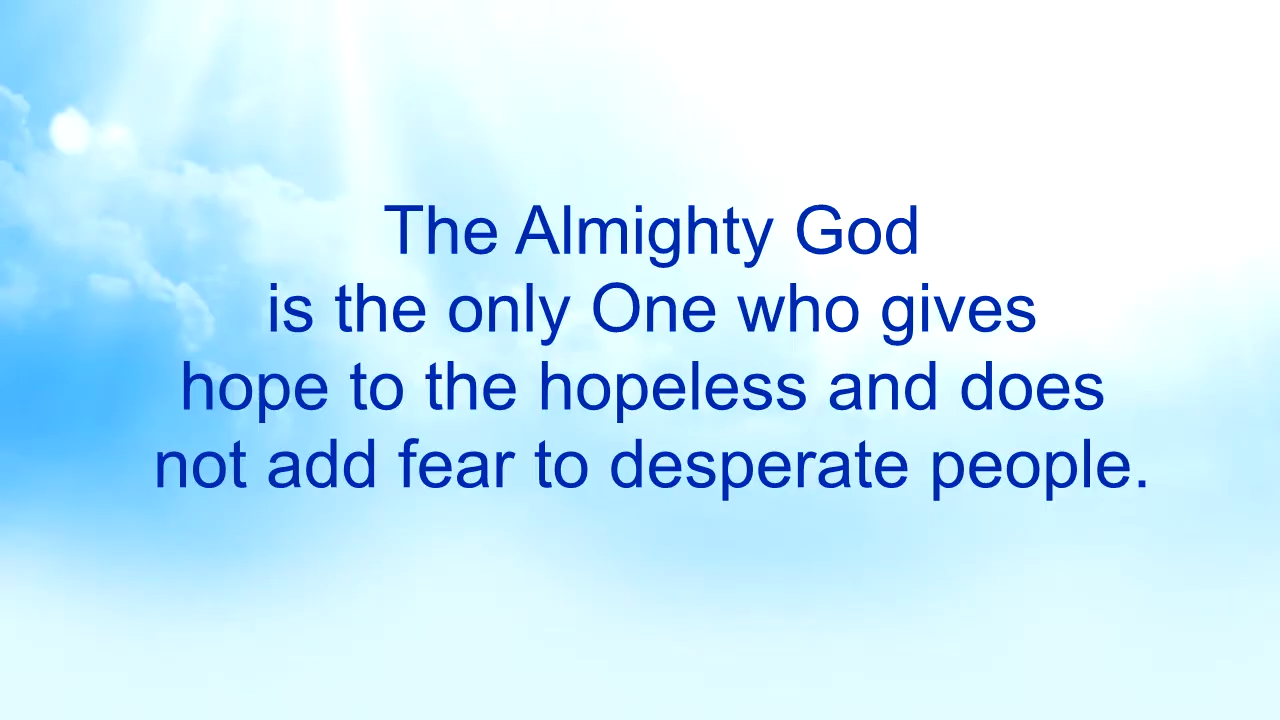 The Almighty God
is the only One who gives
hope to the hopeless and does
not add fear to desperate people.